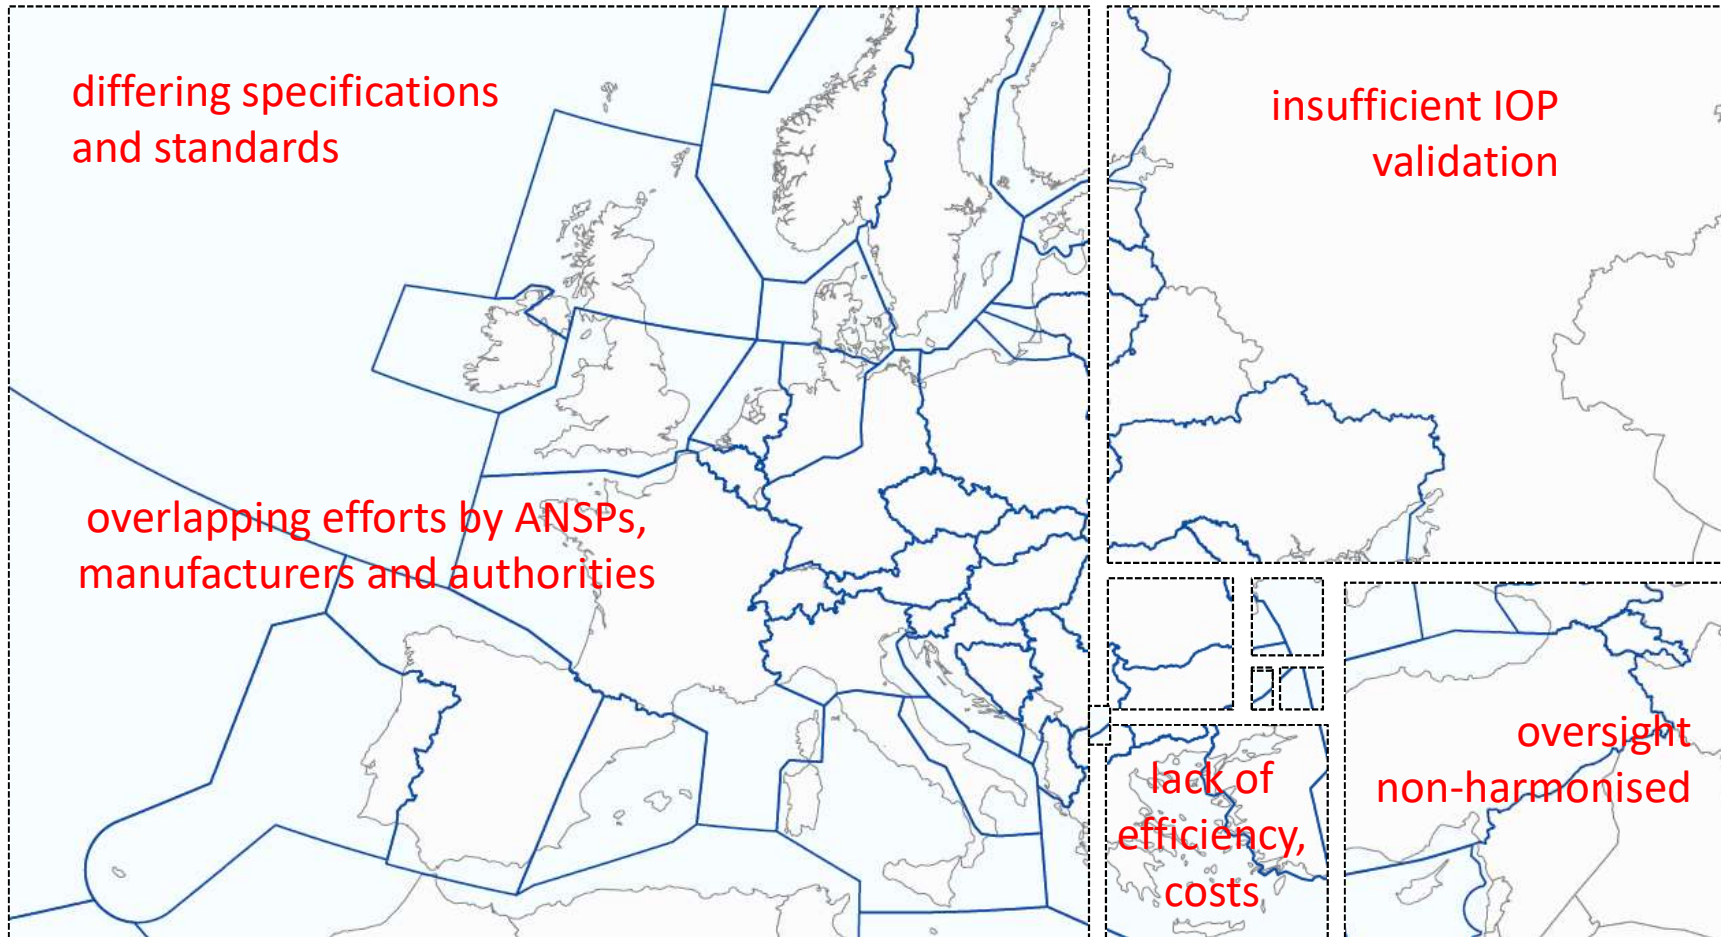 differing specifications
and standards
insufficient IOP
validation
overlapping efforts by ANSPs,
manufacturers and authorities
oversight
non-harmonised
lack of
efficiency,
costs